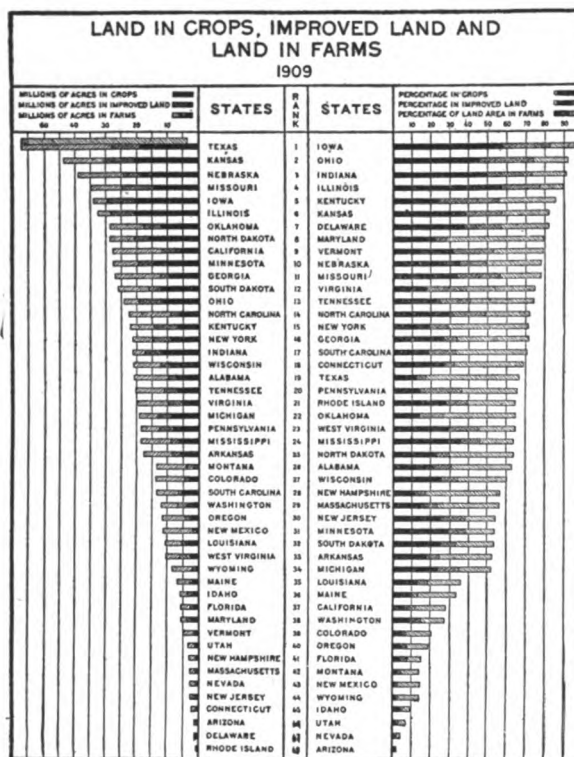 LAND IN CROPS, IMPROVED LAND AND
LAND IN FARMS
1909
MILLIONS OF ACRES IN CROPS
MILLIONS OF ACRES IN IMPROVED LAND
MILLIONS OF ACRES IN FARMS
60 50 40 30 20 10
STATES
RANK
STATES
PERCENTAGE IN CROPS
PERCENTAGE IN IMPROVED LAND
PERCENTAGE OF LAND AREA IN FARMS
10 20 30 40 50 60 70 80 90
TEXAS 1 IOWA
KANSAS 2 OHIO
NEBRASKA 3 INDIANA
MISSOURI 4 ILLINOIS
IOWA 5 KENTUCKY
ILLINOIS 6 KANSAS
OKLAHOMA 7 DELAWARE
NORTH DAKOTA 8 MARYLAND
CALIFORNIA 9 VERMONT
MINNESOTA 10 NEBRASKA
GEORGIA 11 MISSOURI
SOUTH DAKOTA 12 VIRGINIA
OHIO 13 TENNESSEE
NORTH CAROLINA 14 NORTH CAROLINA
KENTUCKY 15 NEW YORK
NEW YORK 16 GEORGIA
INDIANA 17 SOUTH CAROLINA
WISCONSIN 18 CONNECTICUT
ALABAMA 19 TEXAS
TENNESSEE 20 PENNSYLVANIA
VIRGINIA 21 RHODE ISLAND
MICHIGAN 22 OKLAHOMA
PENNSYLVANIA 23 WEST VIRGINIA
MISSISSIPPI 24 MISSISSIPPI
ARKANSAS 25 NORTH DAKOTA
MONTANA 26 ALABAMA
COLORADO 27 WISCONSIN
SOUTH CAROLINA 28 NEW HAMPSHIRE
WASHINGTON 29 MASSACHUSETTS
OREGON 30 NEW JERSEY
NEW MEXICO 31 MINNESOTA
LOUISIANA 32 SOUTH DAKOTA
WEST VIRGINIA 33 ARKANSAS
WYOMING 34 MICHIGAN
MAINE 35 LOUISIANA
IDAHO 36 MAINE
FLORIDA 37 CALIFORNIA
MARYLAND 38 WASHINGTON
VERMONT 39 COLORADO
UTAH 40 OREGON
NEW HAMPSHIRE 41 FLORIDA
MASSACHUSETTS 42 MONTANA
NEVADA 43 NEW MEXICO
NEW JERSEY 44 WYOMING
CONNECTICUT 45 IDAHO
ARIZONA 46 UTAH
DELAWARE 47 NEVADA
RHODE ISLAND 48 ARIZONA